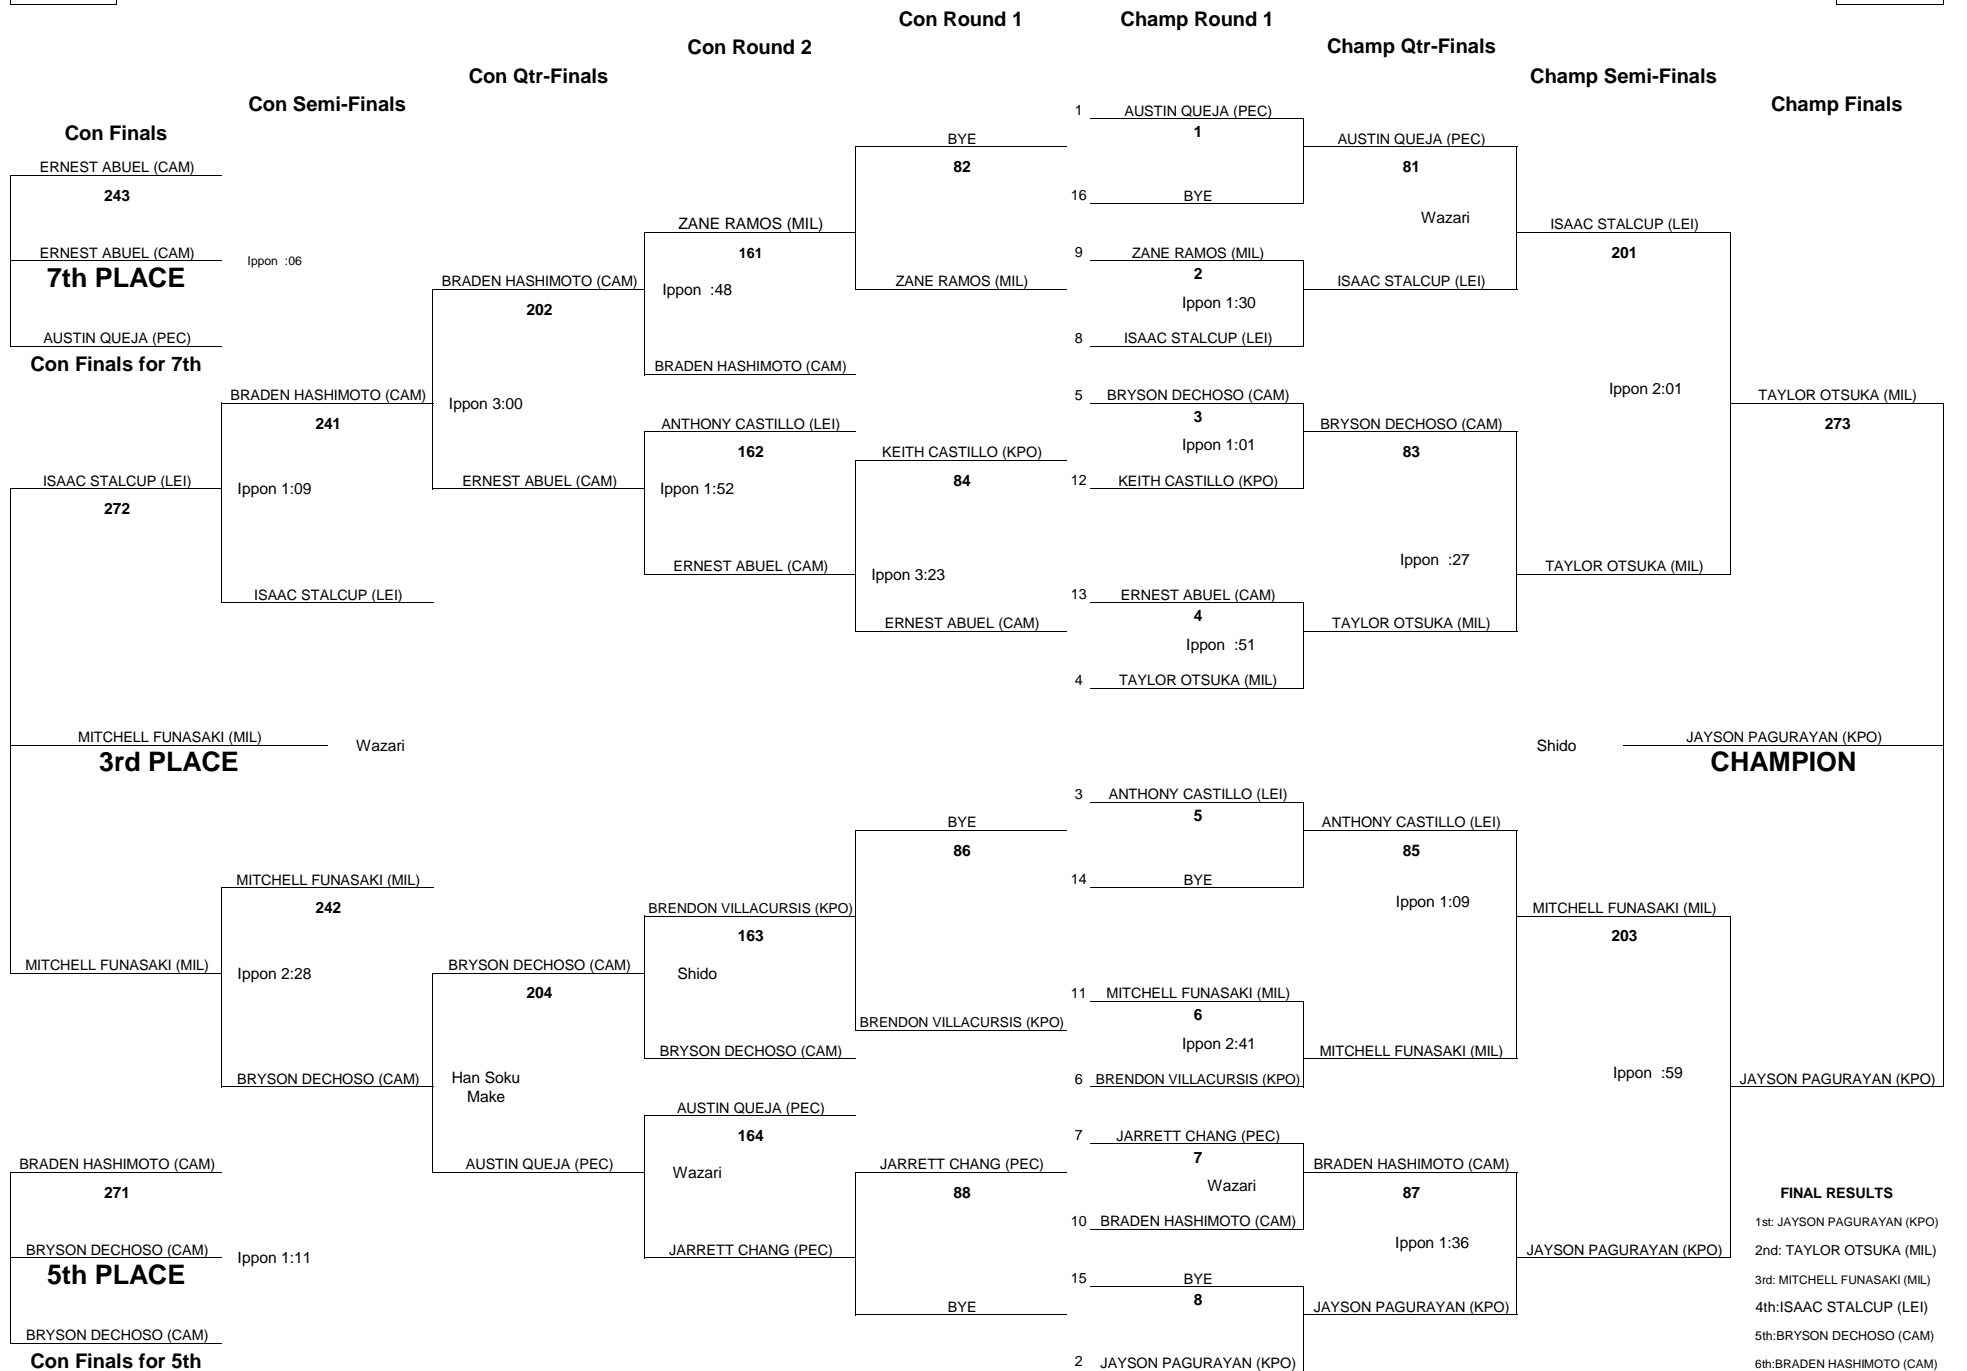 Con Round 1
Champ Round 1
Con Round 2
Champ Qtr-Finals
Con Qtr-Finals
Champ Semi-Finals
Con Semi-Finals
Champ Finals
Con Finals
ERNEST ABUEL (CAM)
243
ERNEST ABUEL (CAM)
Ippon :06
7th PLACE
AUSTIN QUEJA (PEC)
Con Finals for 7th
ISAAC STALCUP (LEI)
272
MITCHELL FUNASAKI (MIL)
Wazari
3rd PLACE
MITCHELL FUNASAKI (MIL)
BRADEN HASHIMOTO (CAM)
271
BRYSON DECHOSO (CAM)
Ippon 1:11
5th PLACE
BRYSON DECHOSO (CAM)
Con Finals for 5th
BRADEN HASHIMOTO (CAM)
241
Ippon 1:09
ISAAC STALCUP (LEI)
MITCHELL FUNASAKI (MIL)
242
Ippon 2:28
BRYSON DECHOSO (CAM)
BRADEN HASHIMOTO (CAM)
202
Ippon 3:00
ERNEST ABUEL (CAM)
BRYSON DECHOSO (CAM)
204
Han Soku
Make
AUSTIN QUEJA (PEC)
ZANE RAMOS (MIL)
161
Ippon :48
BRADEN HASHIMOTO (CAM)
ANTHONY CASTILLO (LEI)
162
Ippon 1:52
ERNEST ABUEL (CAM)
BRENDON VILLACURSIS (KPO)
163
Shido
BRYSON DECHOSO (CAM)
AUSTIN QUEJA (PEC)
164
Wazari
JARRETT CHANG (PEC)
BYE
82
ZANE RAMOS (MIL)
KEITH CASTILLO (KPO)
84
Ippon 3:23
ERNEST ABUEL (CAM)
BYE
86
BRENDON VILLACURSIS (KPO)
JARRETT CHANG (PEC)
88
BYE
1 AUSTIN QUEJA (PEC)
1
16 BYE
9 ZANE RAMOS (MIL)
2
Ippon 1:30
8 ISAAC STALCUP (LEI)
5 BRYSON DECHOSO (CAM)
3
Ippon 1:01
12 KEITH CASTILLO (KPO)
13 ERNEST ABUEL (CAM)
4
Ippon :51
4 TAYLOR OTSUKA (MIL)
3 ANTHONY CASTILLO (LEI)
5
14 BYE
11 MITCHELL FUNASAKI (MIL)
6
Ippon 2:41
6 BRENDON VILLACURSIS (KPO)
7 JARRETT CHANG (PEC)
7
Wazari
10 BRADEN HASHIMOTO (CAM)
15 BYE
8
2 JAYSON PAGURAYAN (KPO)
AUSTIN QUEJA (PEC)
81
Wazari
ISAAC STALCUP (LEI)
BRYSON DECHOSO (CAM)
83
Ippon :27
TAYLOR OTSUKA (MIL)
ANTHONY CASTILLO (LEI)
85
Ippon 1:09
MITCHELL FUNASAKI (MIL)
BRADEN HASHIMOTO (CAM)
87
Ippon 1:36
JAYSON PAGURAYAN (KPO)
ISAAC STALCUP (LEI)
201
Ippon 2:01
TAYLOR OTSUKA (MIL)
MITCHELL FUNASAKI (MIL)
203
Ippon :59
JAYSON PAGURAYAN (KPO)
TAYLOR OTSUKA (MIL)
273
Shido
JAYSON PAGURAYAN (KPO)
CHAMPION
JAYSON PAGURAYAN (KPO)
FINAL RESULTS
1st: JAYSON PAGURAYAN (KPO)
2nd: TAYLOR OTSUKA (MIL)
3rd: MITCHELL FUNASAKI (MIL)
4th:ISAAC STALCUP (LEI)
5th:BRYSON DECHOSO (CAM)
6th:BRADEN HASHIMOTO (CAM)